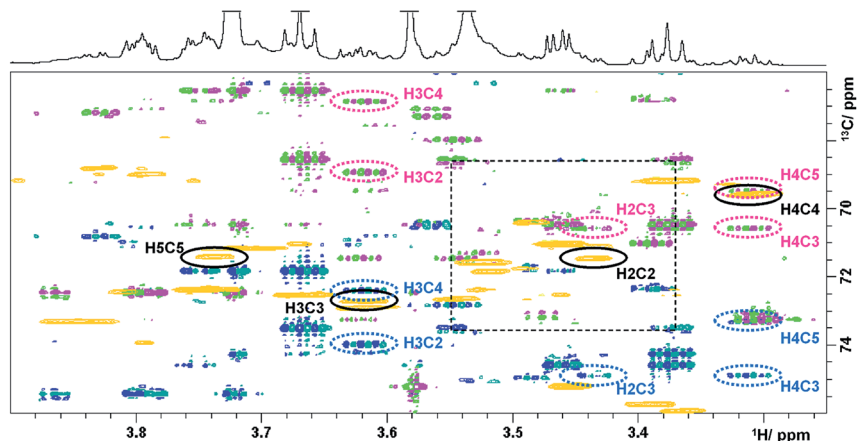 H3C4
¹³C/ ppm
H3C2
H4C5
H4C4
70
H2C3
H4C3
H5C5
H2C2
72
H3C4
H3C3
H4C5
H3C2
74
H2C3
H4C3
3.8 3.7 3.6 3.5 3.4 ¹H/ ppm